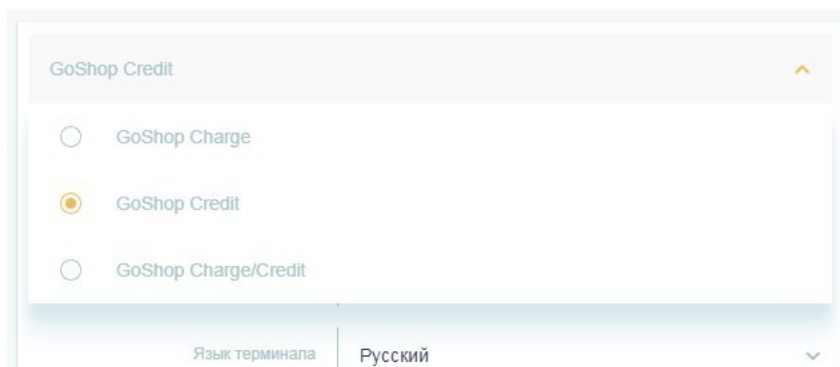 GoShop Credit
GoShop Charge
GoShop Credit
GoShop Charge/Credit
Язык терминала Русский